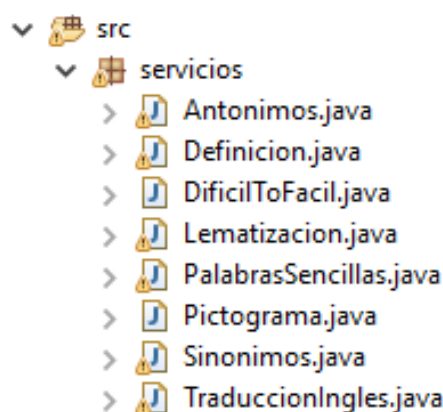 src
servicios
Antonimos.java
Definicion.java
DificilToFacil.java
Lematizacion.java
PalabrasSencillas.java
Pictograma.java
Sinonimos.java
TraduccionIngles.java